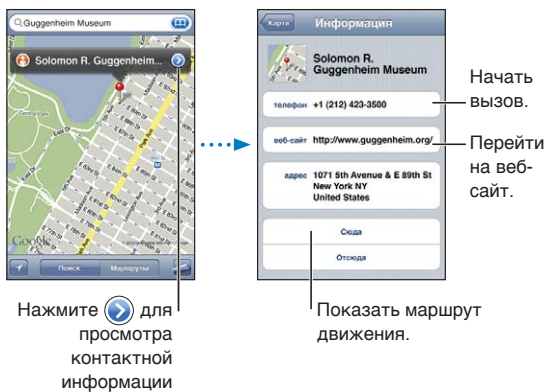 Guggenheim Museum
Solomon R. Guggenheim...
Google
Поиск
Маршруты
Нажмите для
просмотра
контактной
информации
Карта
Информация
Solomon R.
Guggenheim Museum
телефон +1 (212) 423-3500
веб-сайт http://www.guggenheim.org/
адрес 1071 5th Avenue & E 89th St
New York NY
United States
Сюда
Отсюда
Начать
вызов.
Перейти
на веб-
сайт.
Показать маршрут
движения.